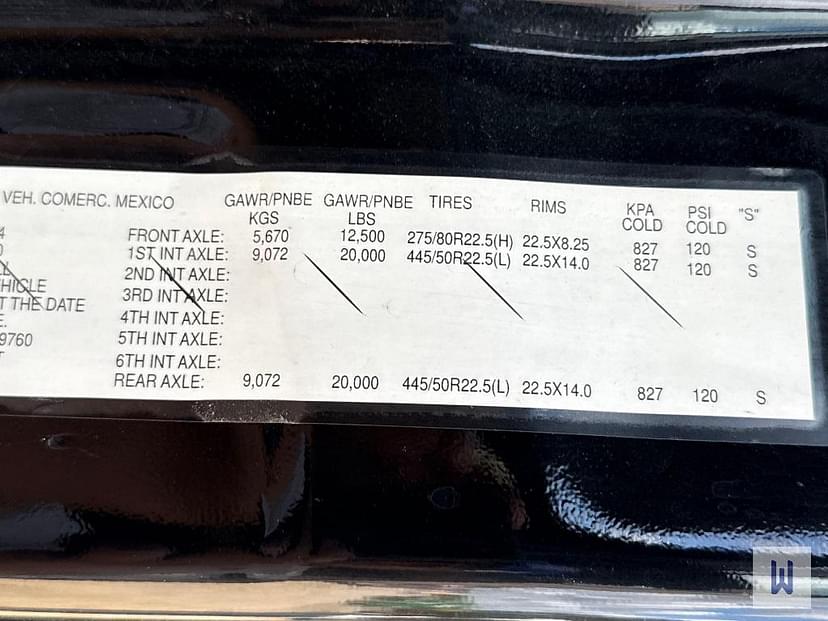 VEH. COMERC. MEXICO GAWR/PNBE GAWR/PNBE TIRES RIMS KPA PSI "S"
KGS LBS COLD COLD
4 FRONT AXLE: 5,670 12,500 275/80R22.5(H) 22.5X8.25 827 120 S
1ST INT AXLE: 9,072 20,000 445/50R22.5(L) 22.5X14.0 827 120 S
2ND INT AXLE:
VEHICLE 3RD INT AXLE:
T THE DATE 4TH INT AXLE:
E. 5TH INT AXLE:
9760 6TH INT AXLE:
REAR AXLE: 9,072 20,000 445/50R22.5(L) 22.5X14.0 827 120 S
W